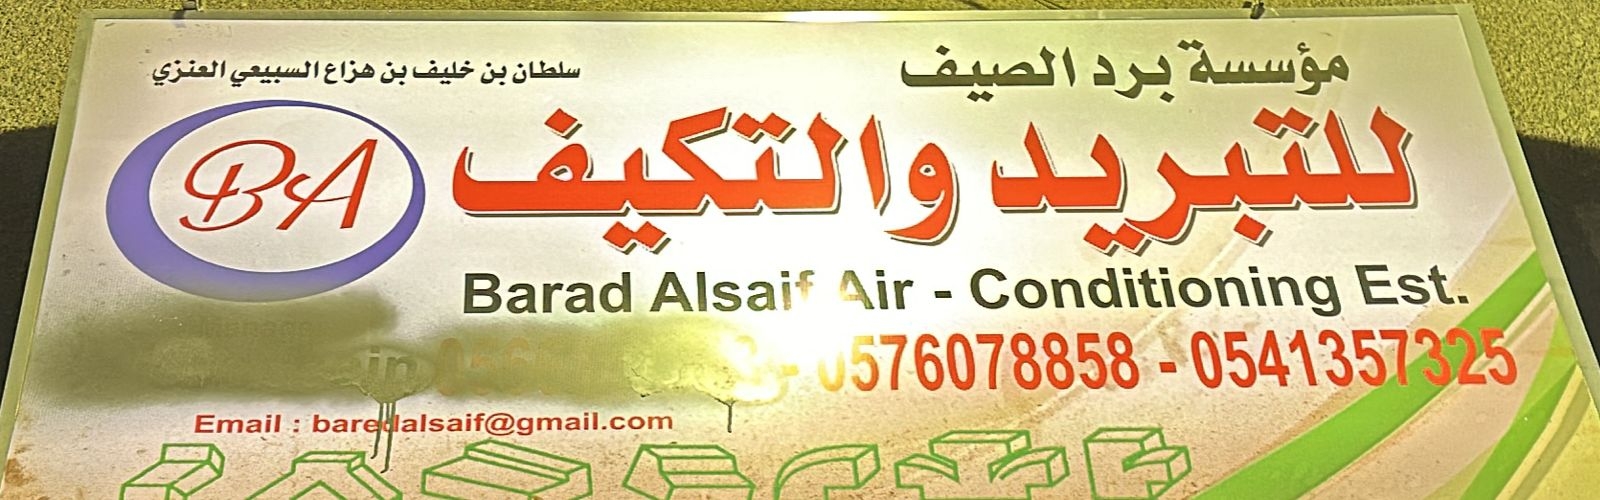 مؤسسة برد الصيف
سلطان بن خليف بن هزاع السبيعي العنزي
للتبريد والتكييف
BA
Barad Alsaif Air - Conditioning Est.
0576078858 - 0541357325
Email : baredalsaif@gmail.com